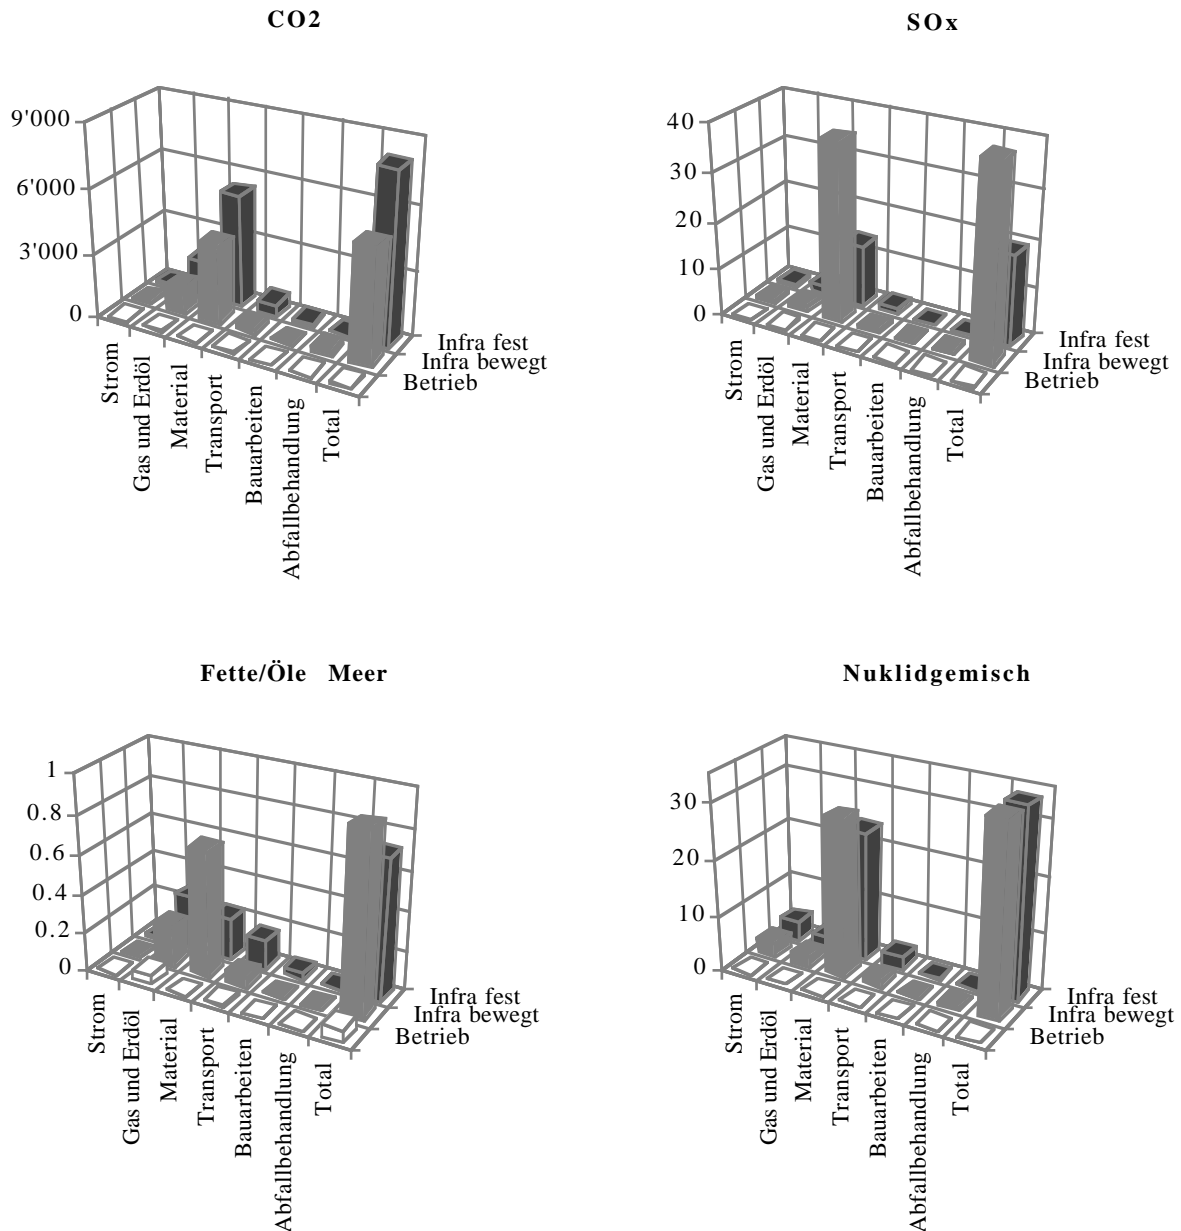 CO2
9'000
6'000
3'000
0
Infra fest
Infra bewegt
Betrieb
Strom
Gas und Erdöl
Material
Transport
Bauarbeiten
Abfallbehandlung
Total
SOx
40
30
20
10
0
Infra fest
Infra bewegt
Betrieb
Strom
Gas und Erdöl
Material
Transport
Bauarbeiten
Abfallbehandlung
Total
Fette/Öle Meer
1
0.8
0.6
0.4
0.2
0
Infra fest
Infra bewegt
Betrieb
Strom
Gas und Erdöl
Material
Transport
Bauarbeiten
Abfallbehandlung
Total
Nuklidgemisch
30
20
10
0
Infra fest
Infra bewegt
Betrieb
Strom
Gas und Erdöl
Material
Transport
Bauarbeiten
Abfallbehandlung
Total